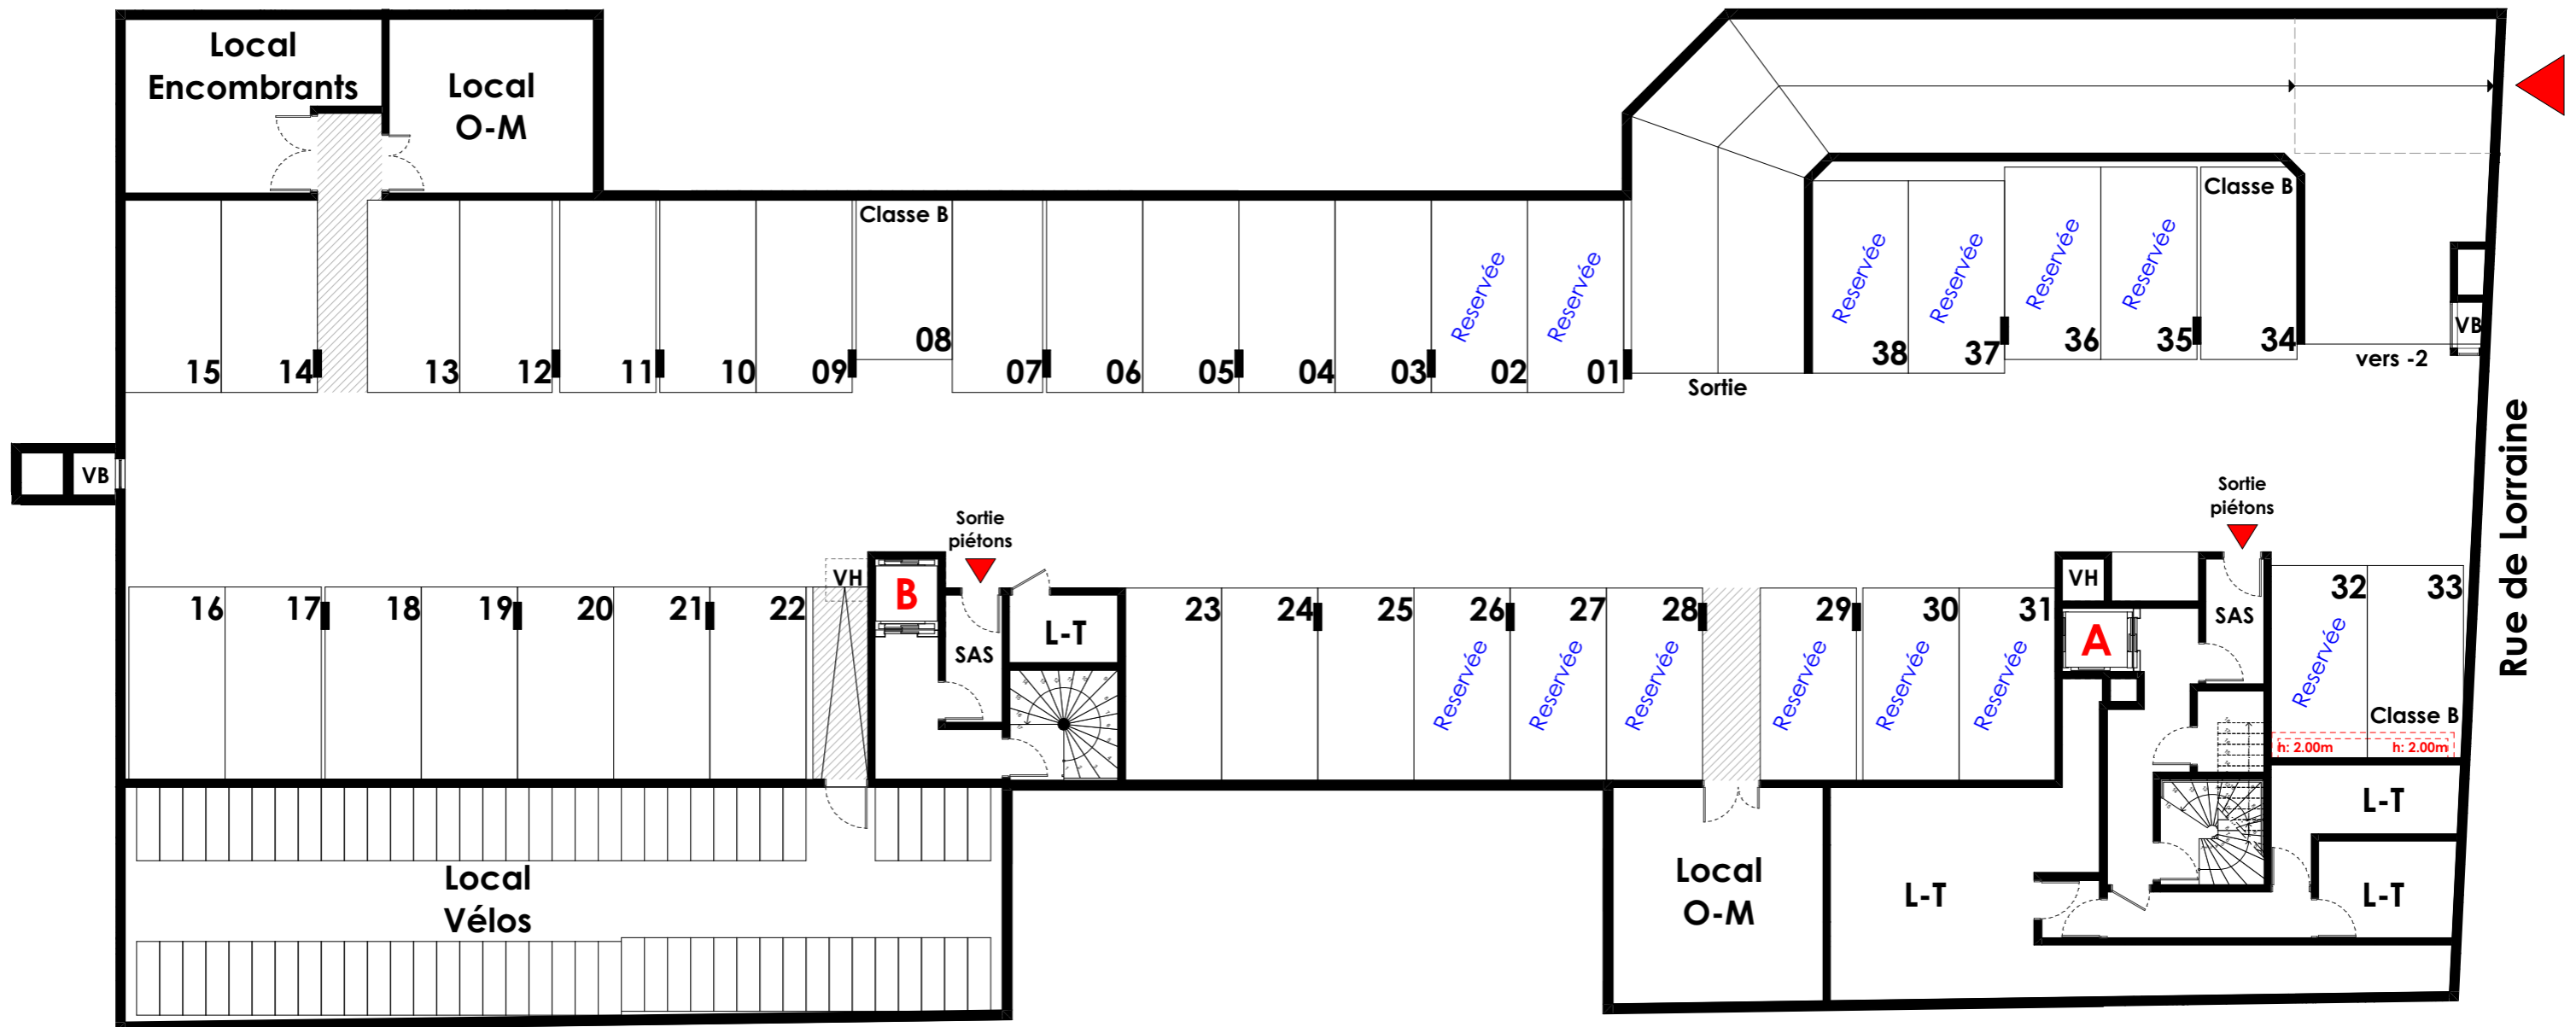 Local
Encombrants
Local
O-M
Classe B
Classe B
Reservée
Reservée
Reservée
Reservée
Reservée
Reservée
15
14
13
12
11
10
09
08
07
06
05
04
03
02
01
38
37
36
35
34
VB
Sortie
vers -2
Rue de Lorraine
VB
Sortie
piétons
Sortie
piétons
16
17
18
19
20
21
22
VH
B
SAS
L-T
23
24
25
26
27
28
29
30
31
VH
A
SAS
32
33
Reservée
Reservée
Reservée
Reservée
Reservée
Reservée
Reservée
Classe B
h: 2.00m
h: 2.00m
Local
Vélos
Local
O-M
L-T
L-T
L-T